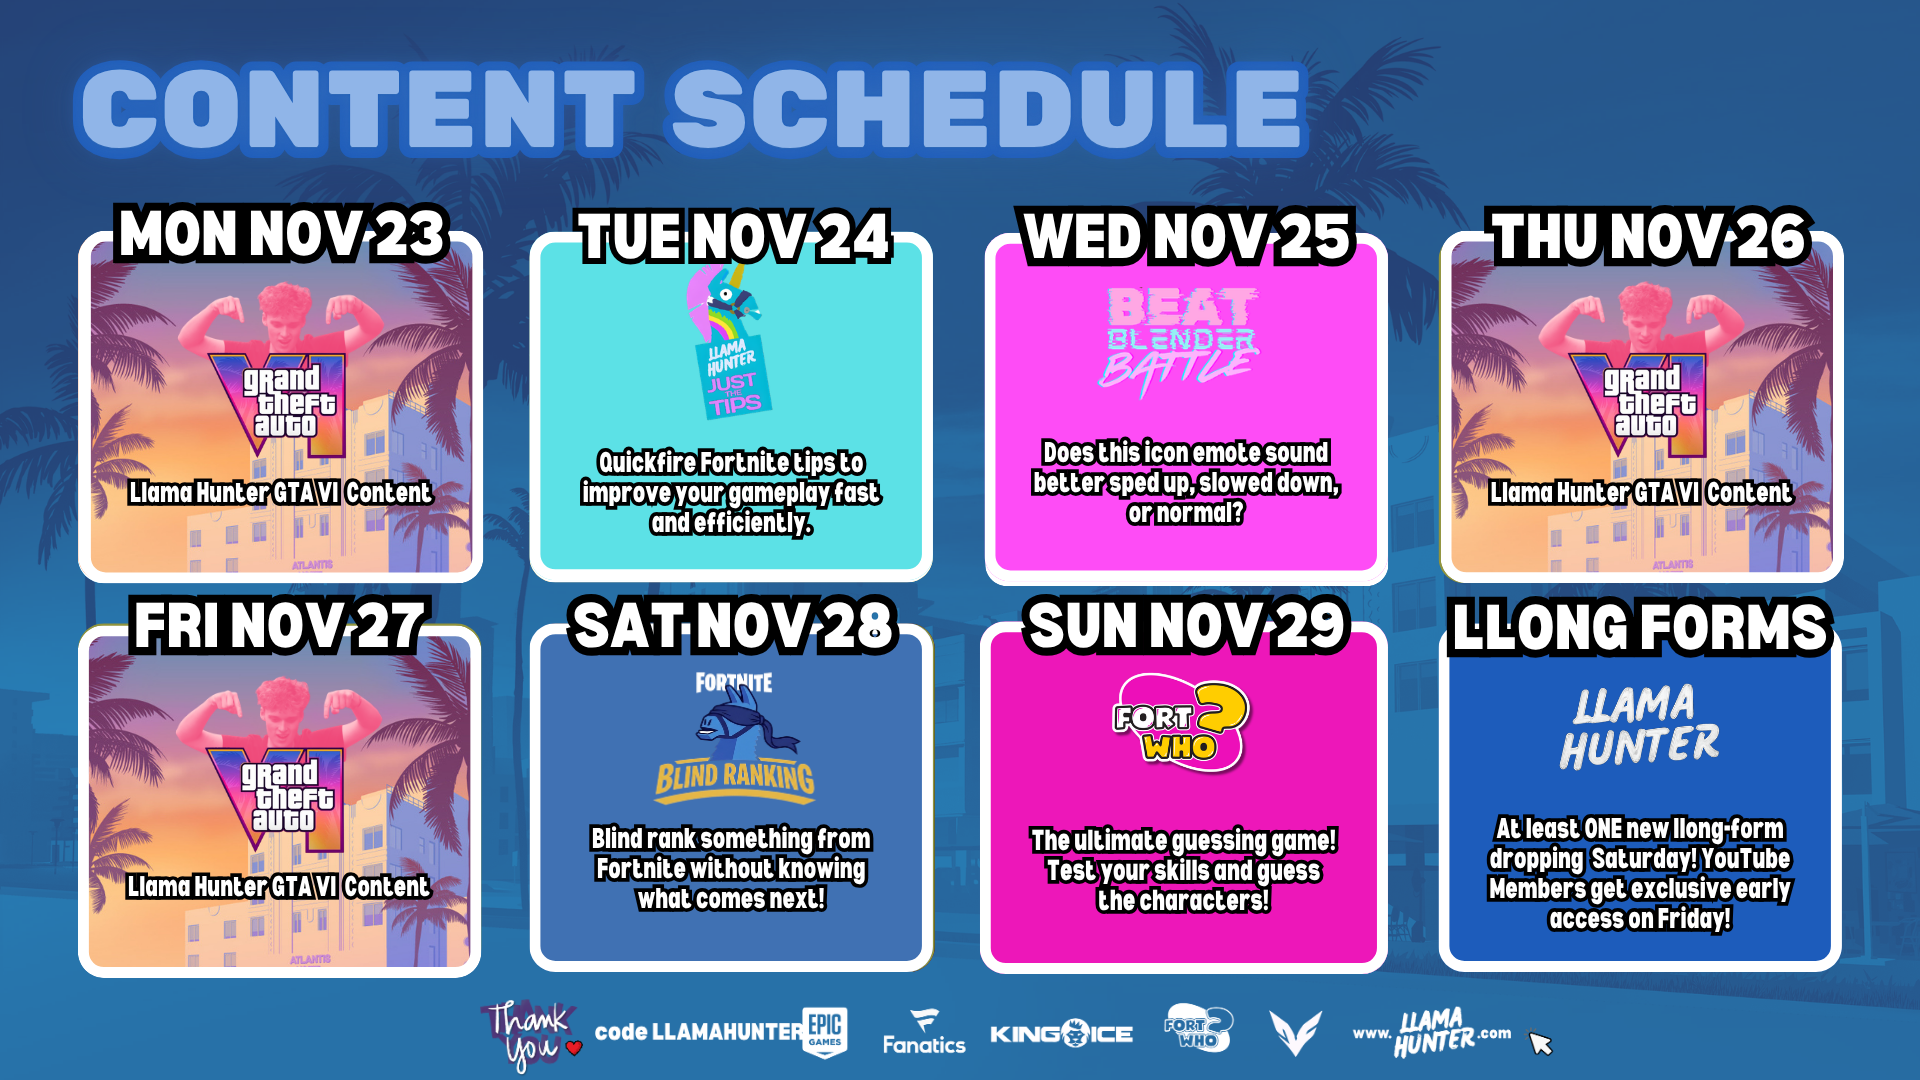 CONTENT SCHEDULE
MON NOV 23
grand
theft
auto
VI
Llama Hunter GTA VI Content
ATLANTIS
TUE NOV 24
LLAMA
HUNTER
JUST
THE
TIPS
Quickfire Fortnite tips to
improve your gameplay fast
and efficiently.
WED NOV 25
BEAT
BLENDER
BATTLE
Does this icon emote sound
better sped up, slowed down,
or normal?
THU NOV 26
grand
theft
auto
VI
Llama Hunter GTA VI Content
ATLANTIS
FRI NOV 27
grand
theft
auto
VI
Llama Hunter GTA VI Content
ATLANTIS
SAT NOV 28
FORTNITE
BLIND RANKING
Blind rank something from
Fortnite without knowing
what comes next!
SUN NOV 29
FORT
WHO
?
The ultimate guessing game!
Test your skills and guess
the characters!
LLONG FORMS
LLAMA
HUNTER
At least ONE new llong-form
dropping Saturday! YouTube
Members get exclusive early
access on Friday!
Thank
you
code LLAMAHUNTER
EPIC
GAMES
Fanatics
KING ICE
FORT
WHO
?
www. LLAMA
HUNTER .com